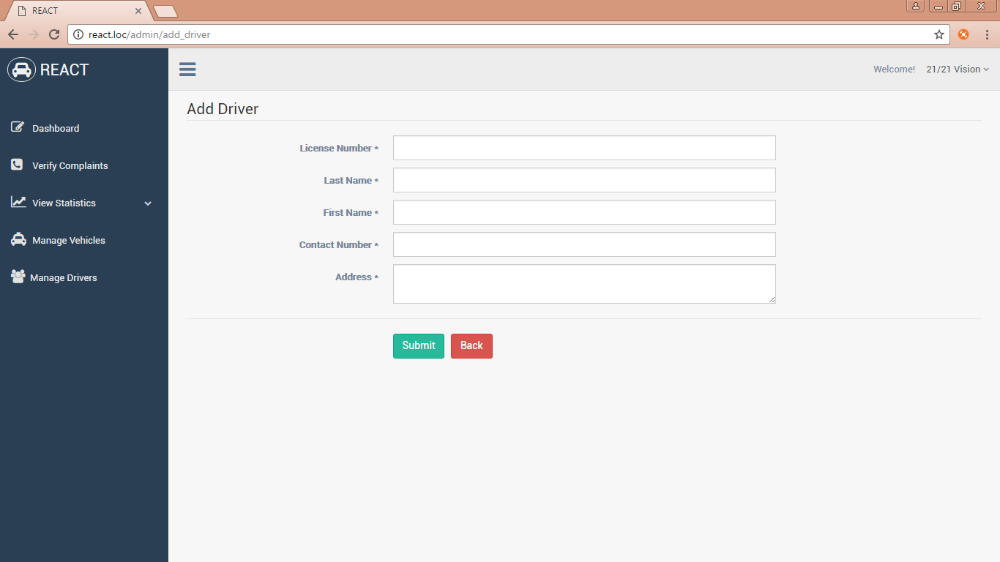 REACT
react.loc/admin/add_driver
REACT
Welcome! 21/21 Vision
Dashboard
Verify Complaints
View Statistics
Manage Vehicles
Manage Drivers
Add Driver
License Number *
Last Name *
First Name *
Contact Number *
Address *
Submit Back